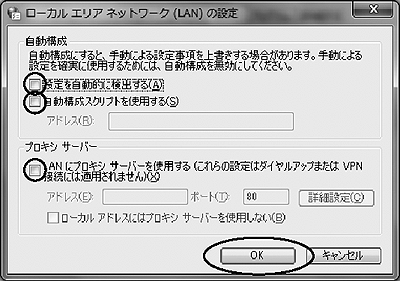 ローカル エリア ネットワーク (LAN) の設定
自動構成
自動構成にすると、手動による設定事項を上書きする場合があります。手動による
設定を確実に使用するためには、自動構成を無効にしてください。
設定を自動的に検出する(A)
自動構成スクリプトを使用する(S)
アドレス(R):
プロキシ サーバー
LAN にプロキシ サーバーを使用する (これらの設定はダイヤルアップまたは VPN
接続には適用されません)(X)
アドレス(E): ポート(T): 80 詳細設定(C)
ローカル アドレスにはプロキシ サーバーを使用しない(B)
OK キャンセル